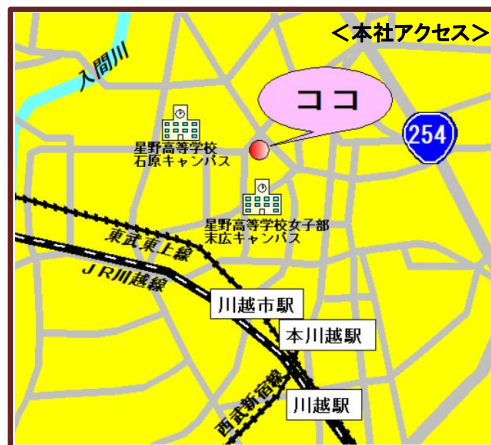 ＜本社アクセス＞
入間川
ココ
254
星野高等学校
石原キャンパス
星野高等学校女子部
末広キャンパス
東武東上線
ＪＲ川越線
川越市駅
本川越駅
西武新宿線
川越駅